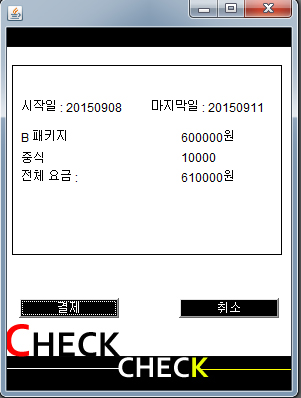 시작일 : 20150908 마지막일 : 20150911
B 패키지 600000원
중식 10000
전체 요금 : 610000원
결제 취소
CHECK
CHECK